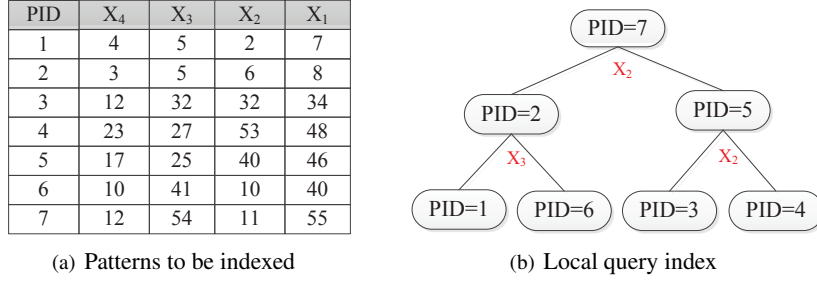 PID X₄ X₃ X₂ X₁
1 4 5 2 7
2 3 5 6 8
3 12 32 32 34
4 23 27 53 48
5 17 25 40 46
6 10 41 10 40
7 12 54 11 55
(a) Patterns to be indexed
PID=7
X₂
PID=2 PID=5
X₃ X₂
PID=1 PID=6 PID=3 PID=4
(b) Local query index